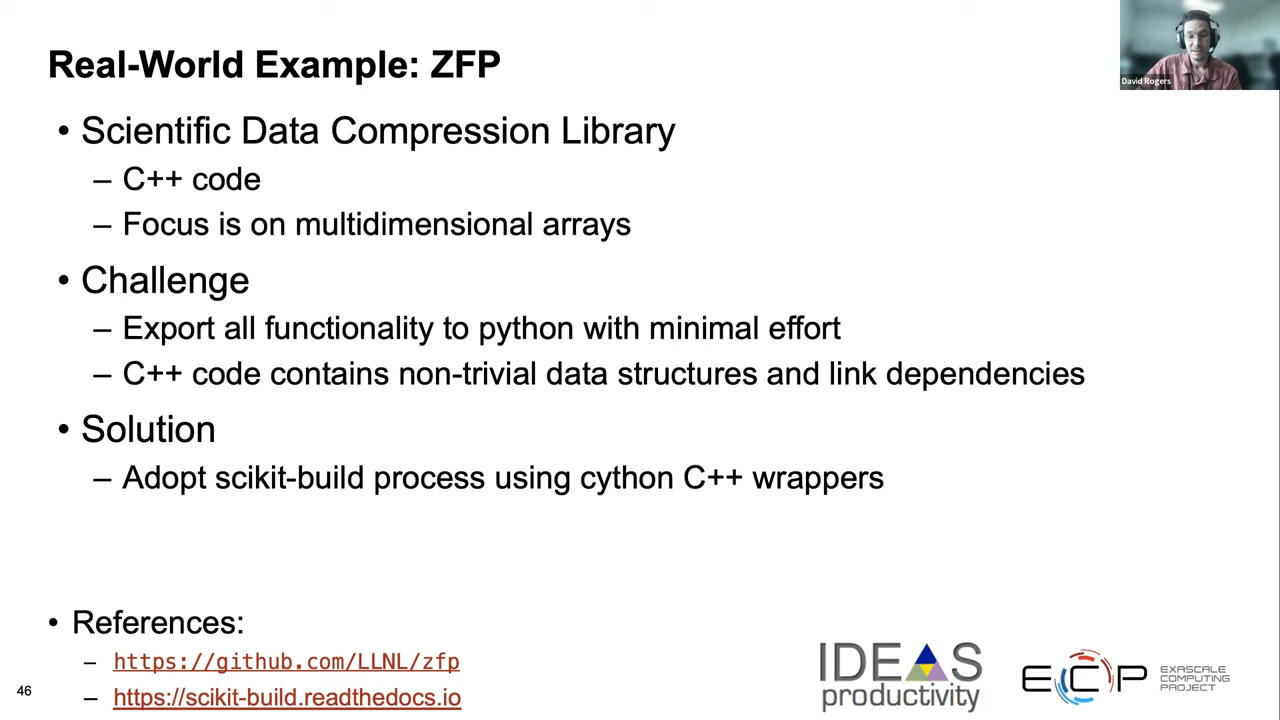 Real-World Example: ZFP
David Rogers
• Scientific Data Compression Library
– C++ code
– Focus is on multidimensional arrays
• Challenge
– Export all functionality to python with minimal effort
– C++ code contains non-trivial data structures and link dependencies
• Solution
– Adopt scikit-build process using cython C++ wrappers
• References:
– https://github.com/LLNL/zfp
– https://scikit-build.readthedocs.io
46
IDEAS
productivity
ECP
EXASCALE
COMPUTING
PROJECT